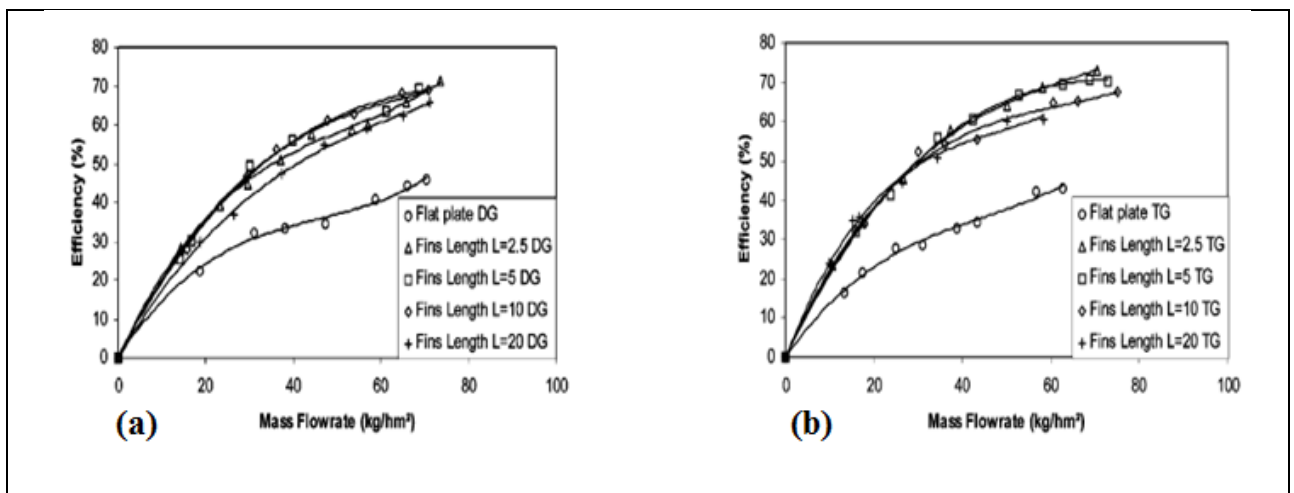 80
70
60
50
40
30
20
10
0
Efficiency (%)
Flat plate DG
Fins Length L=2.5 DG
Fins Length L=5 DG
Fins Length L=10 DG
Fins Length L=20 DG
0 20 40 60 80 100
(a) Mass Flowrate (kg/hm²)
80
70
60
50
40
30
20
10
0
Efficiency (%)
Flat plate TG
Fins Length L=2.5 TG
Fins Length L=5 TG
Fins Length L=10 TG
Fins Length L=20 TG
0 20 40 60 80 100
(b) Mass Flowrate (kg/hm²)